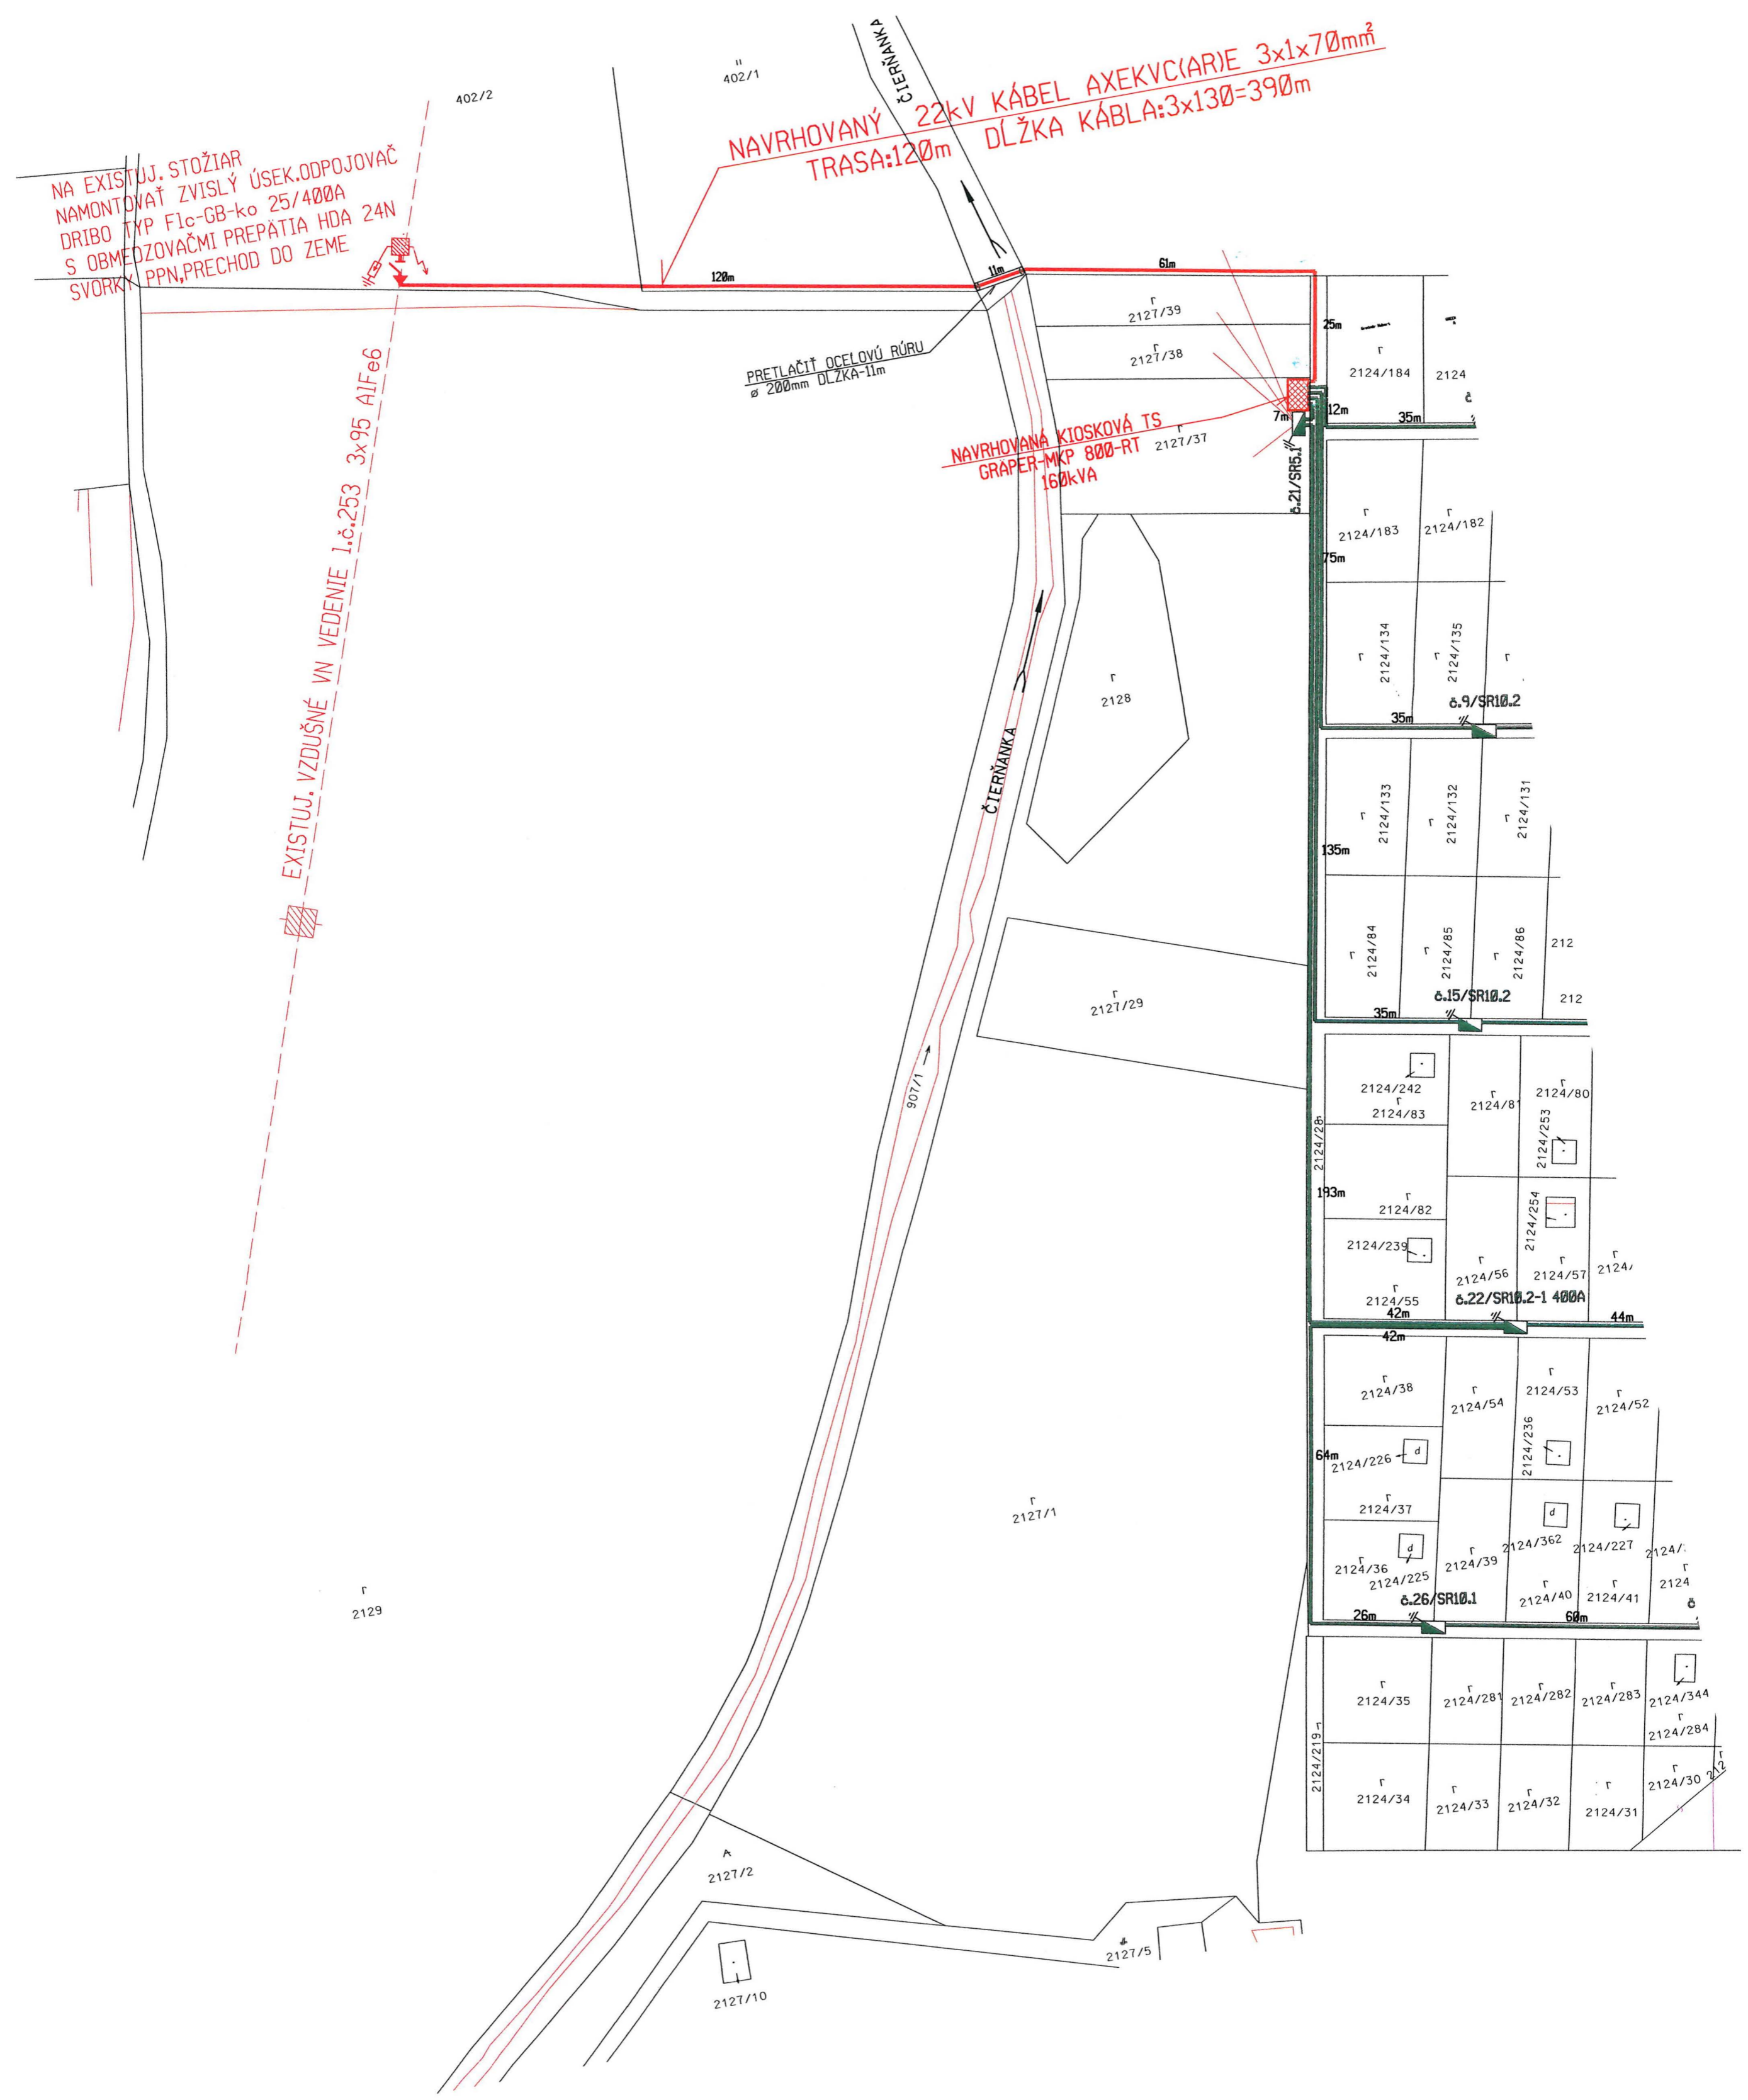 ČIERŇANKA
402/1
402/2
NAVRHOVANÝ 22kV KÁBEL AXEKVC(AR)E 3x1x70mm²
TRASA:120m DĹŽKA KÁBLA:3x130=390m
NA EXISTUJ. STOŽIAR
NAMONTOVAŤ ZVISLÝ ÚSEK.ODPOJOVAČ
DRIBO TYP Flc-GB-ko 25/400A
S OBMEDZOVAČMI PREPÄTIA HDA 24N
SVORKY PPN,PRECHOD DO ZEME
120m
11m
61m
25m
PRETLAČIŤ OCELOVÚ RÚRU
ø 200mm DĹŽKA-11m
r
2127/39
r
2127/38
r
2124/184
2124
č
7m
12m
35m
NAVRHOVANÁ KIOSKOVÁ TS
GRÄPER-MKP 800-RT
160kVA
r
2127/37
č.21/SR5.1
r
2124/183
r
2124/182
75m
EXISTUJ. VZDUŠNÉ VN VEDENIE l.č.253 3x95 AlFe6
r
2124/134
r
2124/135
r
r
2128
č.9/SR10.2
35m
ČIERŇANKA
r
2124/133
r
2124/132
r
2124/131
135m
r
2124/84
r
2124/85
r
2124/86
212
212
č.15/SR10.2
35m
r
2127/29
907/1
2124/242
r
2124/83
r
2124/81
r
2124/80
2124/253
2124/28
r
193m
r
2124/82
2124/254
2124/239
r
2124/55
r
2124/56
r
2124/57
r
2124/
č.22/SR10.2-1 400A
42m
44m
42m
r
2124/38
r
2124/54
r
2124/53
r
2124/52
2124/236
64m
2124/226
d
r
2124/37
r
2127/1
d
r
2124/36
2124/225
r
2124/39
d
2124/362
2124/227
2124/
r
2124/40
r
2124/41
r
2124
č
č.26/SR10.1
26m
60m
r
2129
r
2124/35
r
2124/281
r
2124/282
r
2124/283
2124/344
r
2124/284
2124/219
r
r
2124/34
r
2124/33
r
2124/32
r
2124/31
r
2124/30
r
212
2127/2
2127/5
2127/10